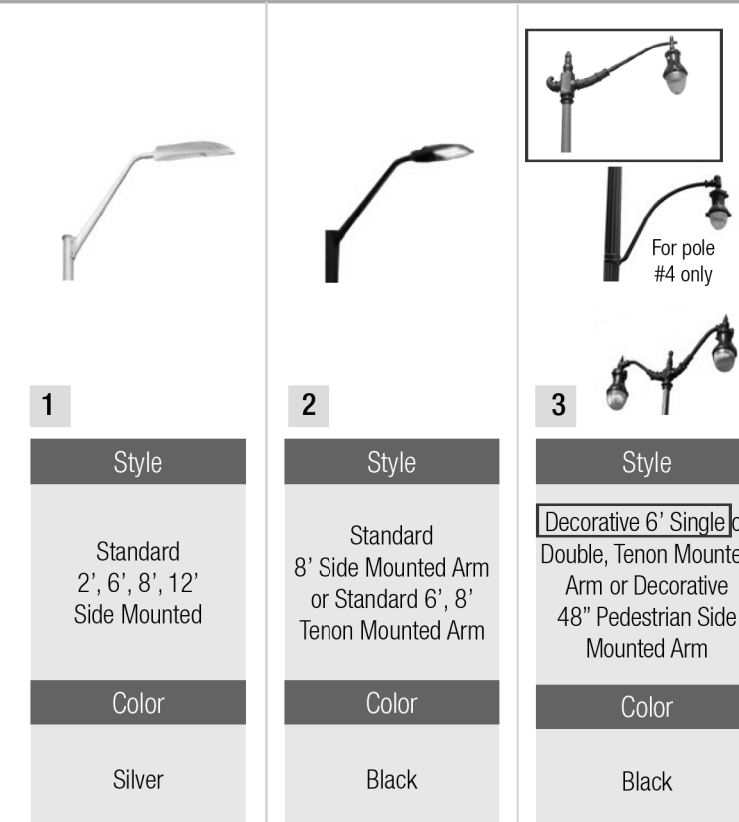 For pole
#4 only
1
2
3
Style
Style
Style
Standard
2’, 6’, 8’, 12’
Side Mounted
Standard
8’ Side Mounted Arm
or Standard 6’, 8’
Tenon Mounted Arm
Decorative 6’ Single
Double, Tenon Mounte
Arm or Decorative
48” Pedestrian Side
Mounted Arm
Color
Color
Color
Silver
Black
Black